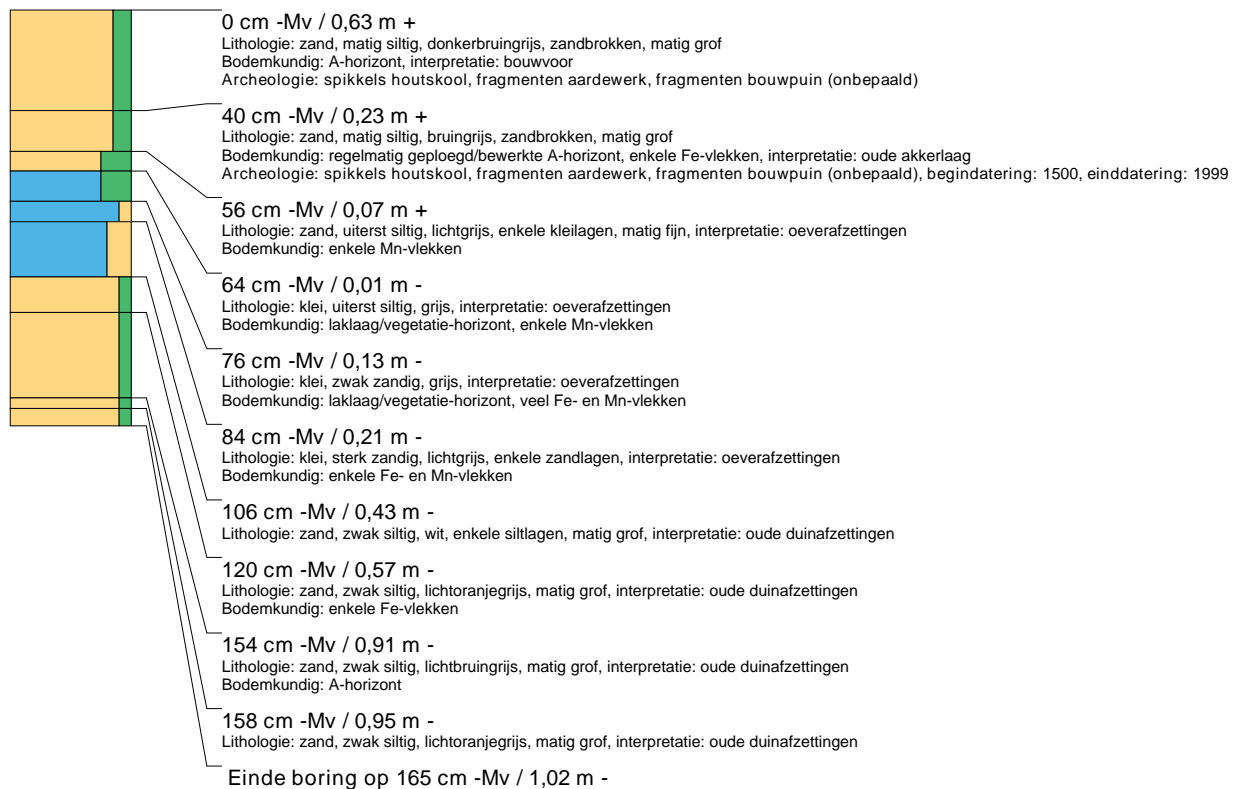 0 cm -Mv / 0,63 m +
Lithologie: zand, matig siltig, donkerbruingrijs, zandbrokken, matig grof
Bodemkundig: A-horizont, interpretatie: bouwvoor
Archeologie: spikkels houtskool, fragmenten aardewerk, fragmenten bouwpuin (onbepaald)
40 cm -Mv / 0,23 m +
Lithologie: zand, matig siltig, bruingrijs, zandbrokken, matig grof
Bodemkundig: regelmatig geploegd/bewerkte A-horizont, enkele Fe-vlekken, interpretatie: oude akkerlaag
Archeologie: spikkels houtskool, fragmenten aardewerk, fragmenten bouwpuin (onbepaald), begindatering: 1500, einddatering: 1999
56 cm -Mv / 0,07 m +
Lithologie: zand, uiterst siltig, lichtgrijs, enkele kleilagen, matig fijn, interpretatie: oeverafzettingen
Bodemkundig: enkele Mn-vlekken
64 cm -Mv / 0,01 m -
Lithologie: klei, uiterst siltig, grijs, interpretatie: oeverafzettingen
Bodemkundig: laklaag/vegetatie-horizont, enkele Mn-vlekken
76 cm -Mv / 0,13 m -
Lithologie: klei, zwak zandig, grijs, interpretatie: oeverafzettingen
Bodemkundig: laklaag/vegetatie-horizont, veel Fe- en Mn-vlekken
84 cm -Mv / 0,21 m -
Lithologie: klei, sterk zandig, lichtgrijs, enkele zandlagen, interpretatie: oeverafzettingen
Bodemkundig: enkele Fe- en Mn-vlekken
106 cm -Mv / 0,43 m -
Lithologie: zand, zwak siltig, wit, enkele siltlagen, matig grof, interpretatie: oude duinafzettingen
120 cm -Mv / 0,57 m -
Lithologie: zand, zwak siltig, lichtoranjegrijs, matig grof, interpretatie: oude duinafzettingen
Bodemkundig: enkele Fe-vlekken
154 cm -Mv / 0,91 m -
Lithologie: zand, zwak siltig, lichtbruingrijs, matig grof, interpretatie: oude duinafzettingen
Bodemkundig: A-horizont
158 cm -Mv / 0,95 m -
Lithologie: zand, zwak siltig, lichtoranjegrijs, matig grof, interpretatie: oude duinafzettingen
Einde boring op 165 cm -Mv / 1,02 m -